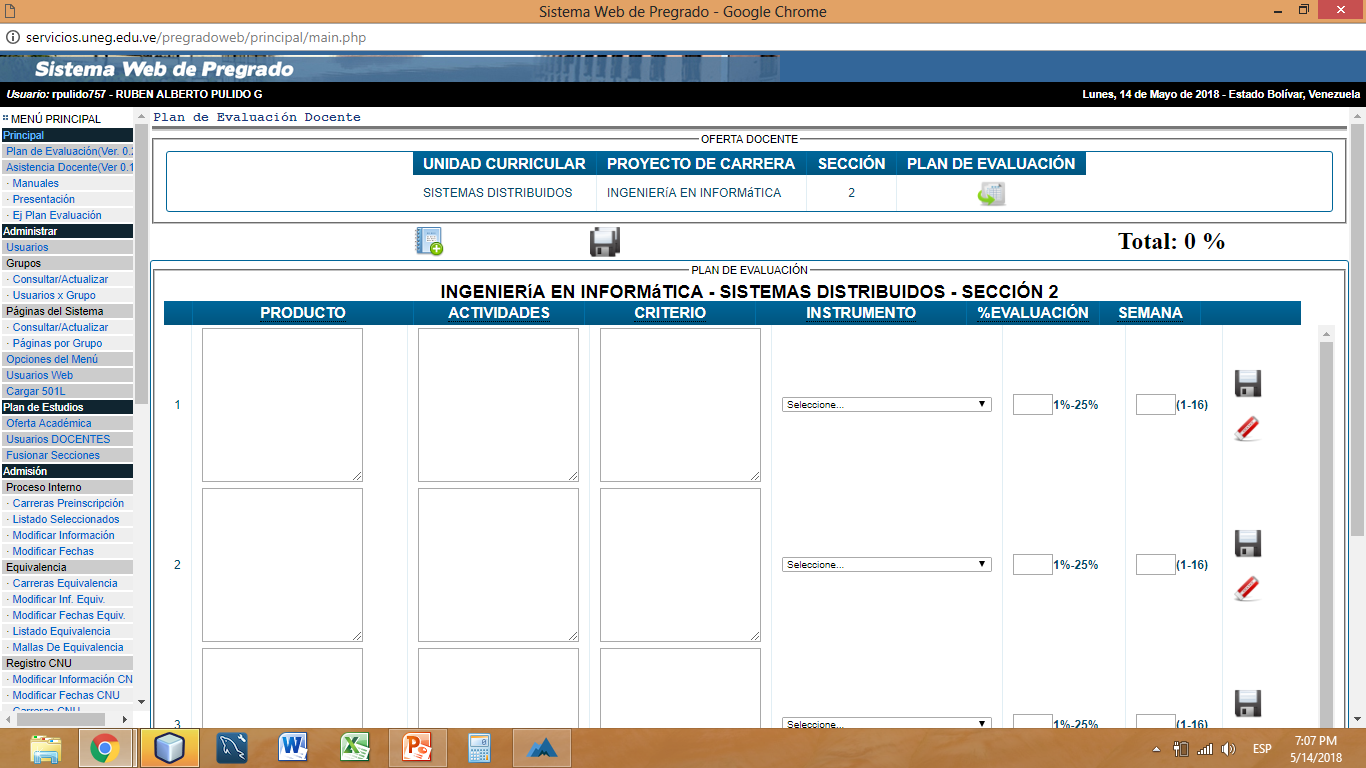 Sistema Web de Pregrado - Google Chrome
servicios.uneg.edu.ve/pregradoweb/principal/main.php
Sistema Web de Pregrado
Usuario: rpulido757 - RUBEN ALBERTO PULIDO G
Lunes, 14 de Mayo de 2018 - Estado Bolívar, Venezuela
MENÚ PRINCIPAL
Principal
Plan de Evaluación(Ver. 0.
Asistencia Docente(Ver 0.1
· Manuales
· Presentación
· Ej Plan Evaluación
Administrar
Usuarios
Grupos
· Consultar/Actualizar
· Usuarios x Grupo
Páginas del Sistema
· Consultar/Actualizar
· Páginas por Grupo
Opciones del Menú
Usuarios Web
Cargar 501L
Plan de Estudios
Oferta Académica
Usuarios DOCENTES
Fusionar Secciones
Admisión
Proceso Interno
· Carreras Preinscripción
· Listado Seleccionados
· Modificar Información
· Modificar Fechas
Equivalencia
· Carreras Equivalencia
· Modificar Inf. Equiv.
· Modificar Fechas Equiv.
· Listado Equivalencia
· Mallas De Equivalencia
Registro CNU
· Modificar Información CN
· Modificar Fechas CNU
· Carreras CNU
Plan de Evaluación Docente
OFERTA DOCENTE
UNIDAD CURRICULAR PROYECTO DE CARRERA SECCIÓN PLAN DE EVALUACIÓN
SISTEMAS DISTRIBUIDOS INGENIERíA EN INFORMáTICA 2
Total: 0 %
PLAN DE EVALUACIÓN
INGENIERíA EN INFORMáTICA - SISTEMAS DISTRIBUIDOS - SECCIÓN 2
PRODUCTO ACTIVIDADES CRITERIO INSTRUMENTO %EVALUACIÓN SEMANA
1 Seleccione... 1%-25% (1-16)
2 Seleccione... 1%-25% (1-16)
3 Seleccione... 1%-25% (1-16)
ESP
7:07 PM
5/14/2018